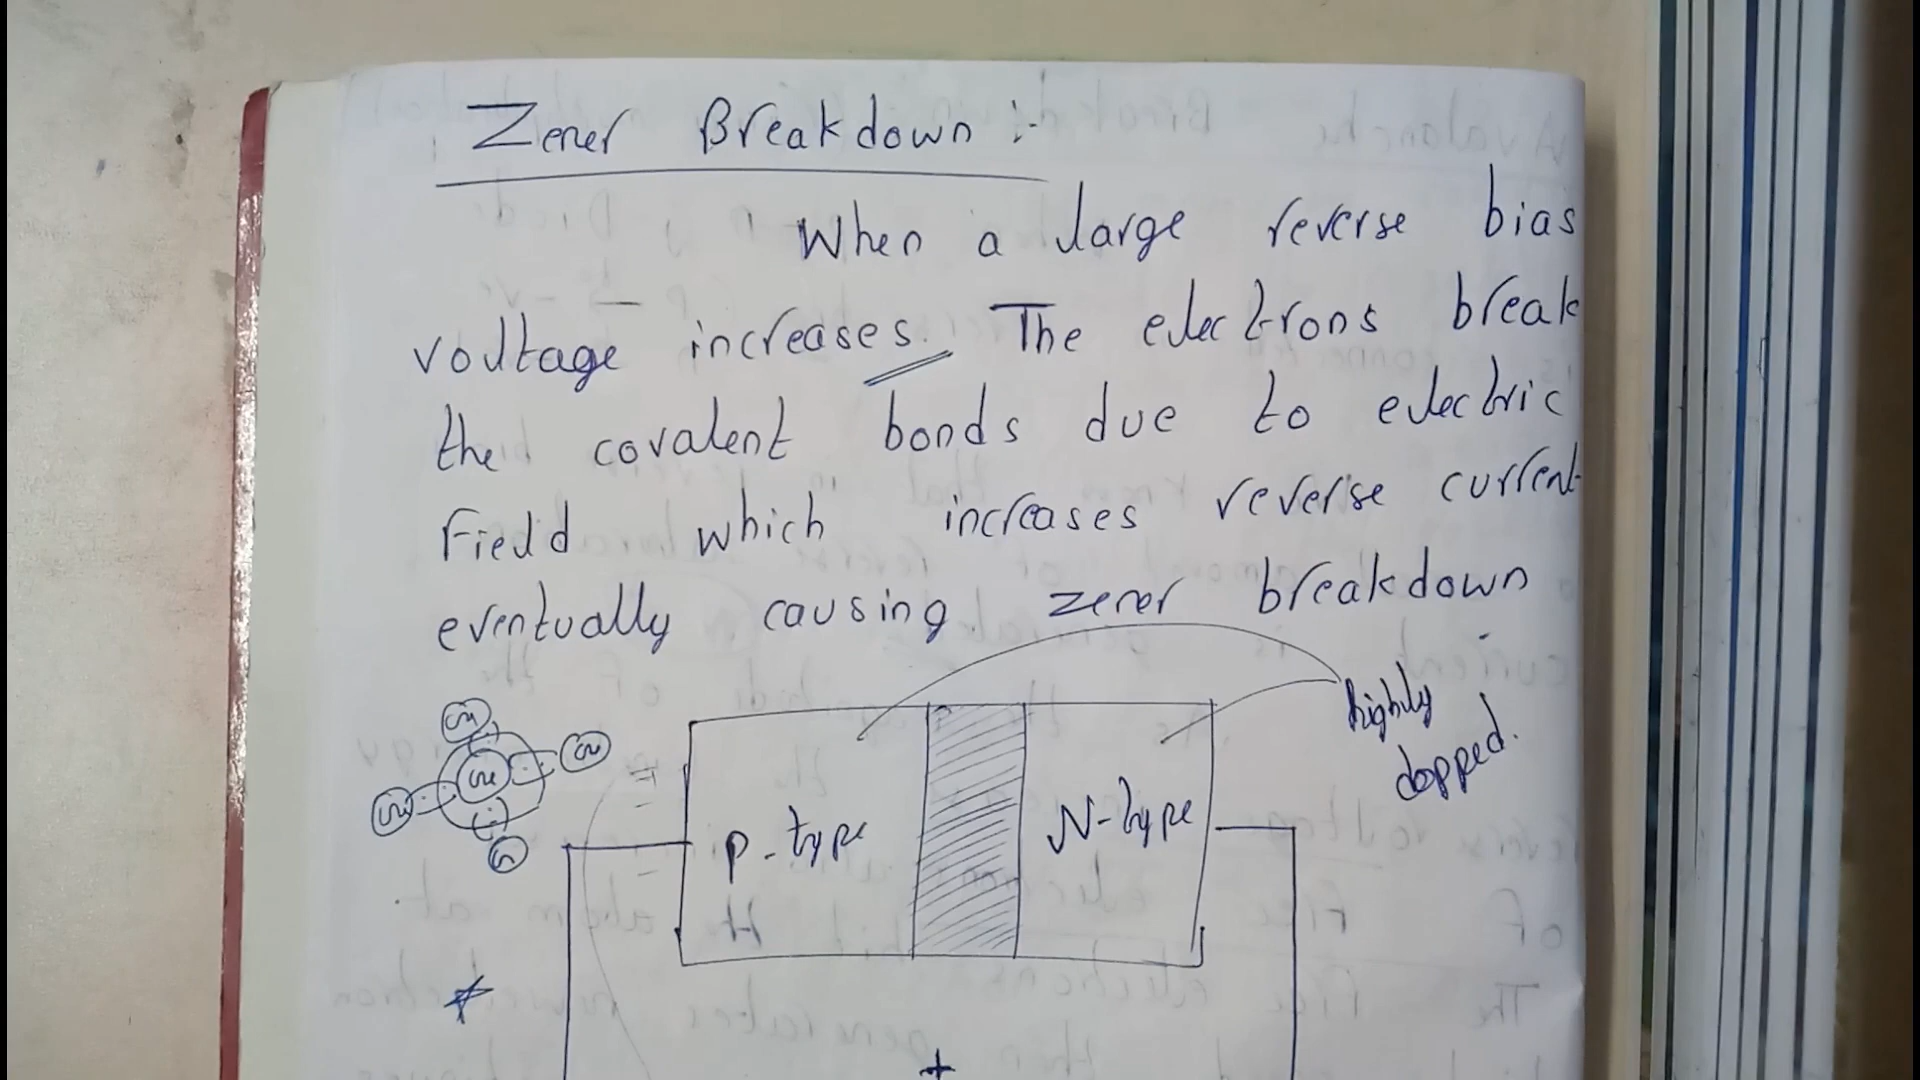 Zener Breakdown :-
When a large reverse bias
voltage increases. The electrons break
the covalent bonds due to electric
Field which increases reverse current
eventually causing zener breakdown
highly
dopped.
P-type
N-type
+